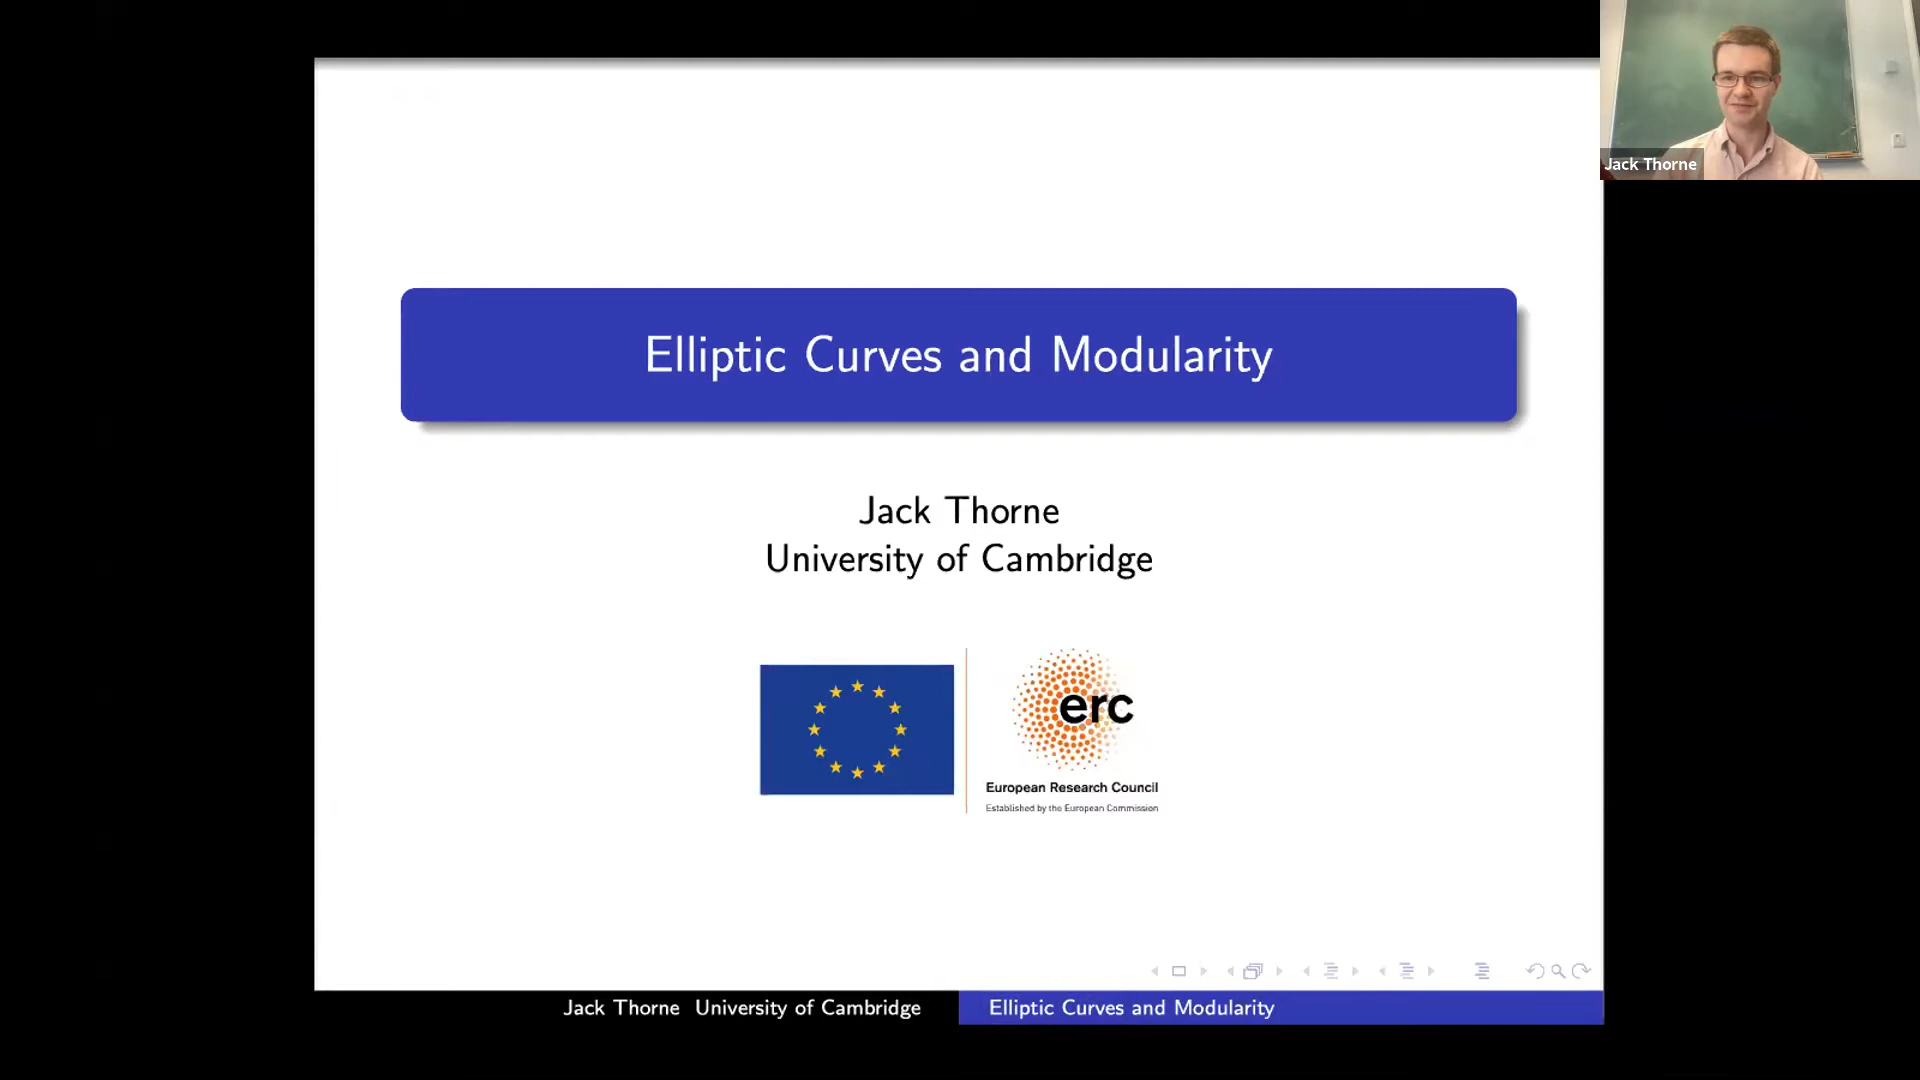 Jack Thorne
Elliptic Curves and Modularity
Jack Thorne
University of Cambridge
erc
European Research Council
Established by the European Commission
Jack Thorne University of Cambridge
Elliptic Curves and Modularity